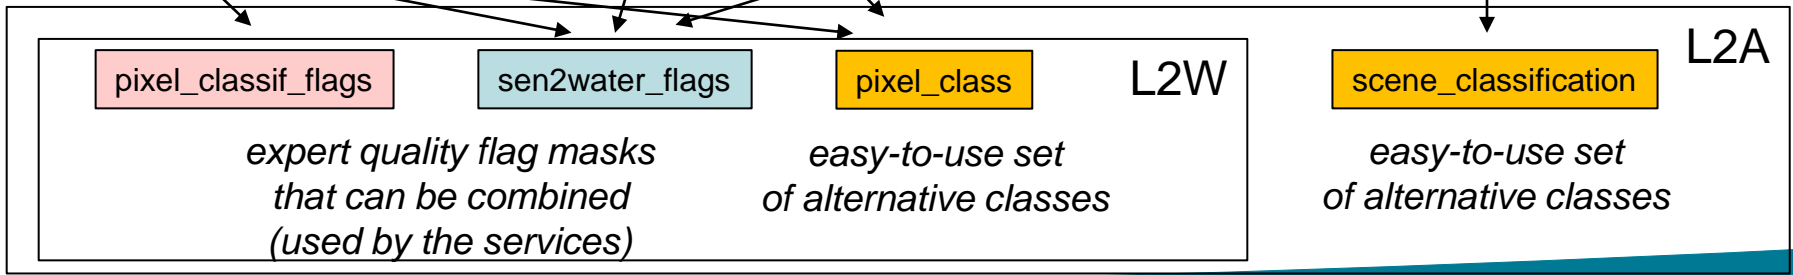 L2A
pixel_classif_flags
sen2water_flags
pixel_class
L2W
scene_classification
expert quality flag masks
that can be combined
(used by the services)
easy-to-use set
of alternative classes
easy-to-use set
of alternative classes